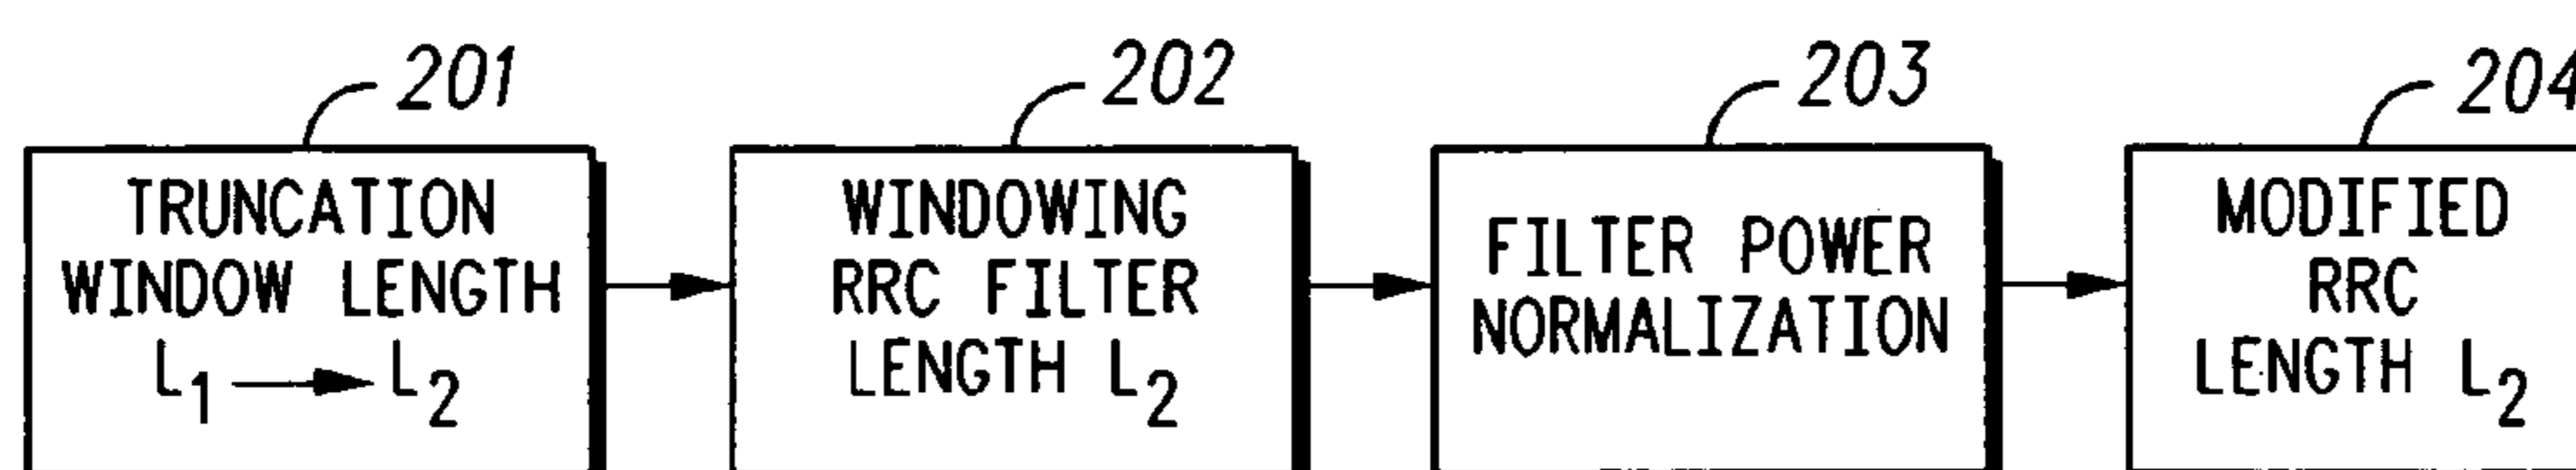 201
TRUNCATION
WINDOW LENGTH
L1 → L2
202
WINDOWING
RRC FILTER
LENGTH L2
203
FILTER POWER
NORMALIZATION
204
MODIFIED
RRC
LENGTH L2